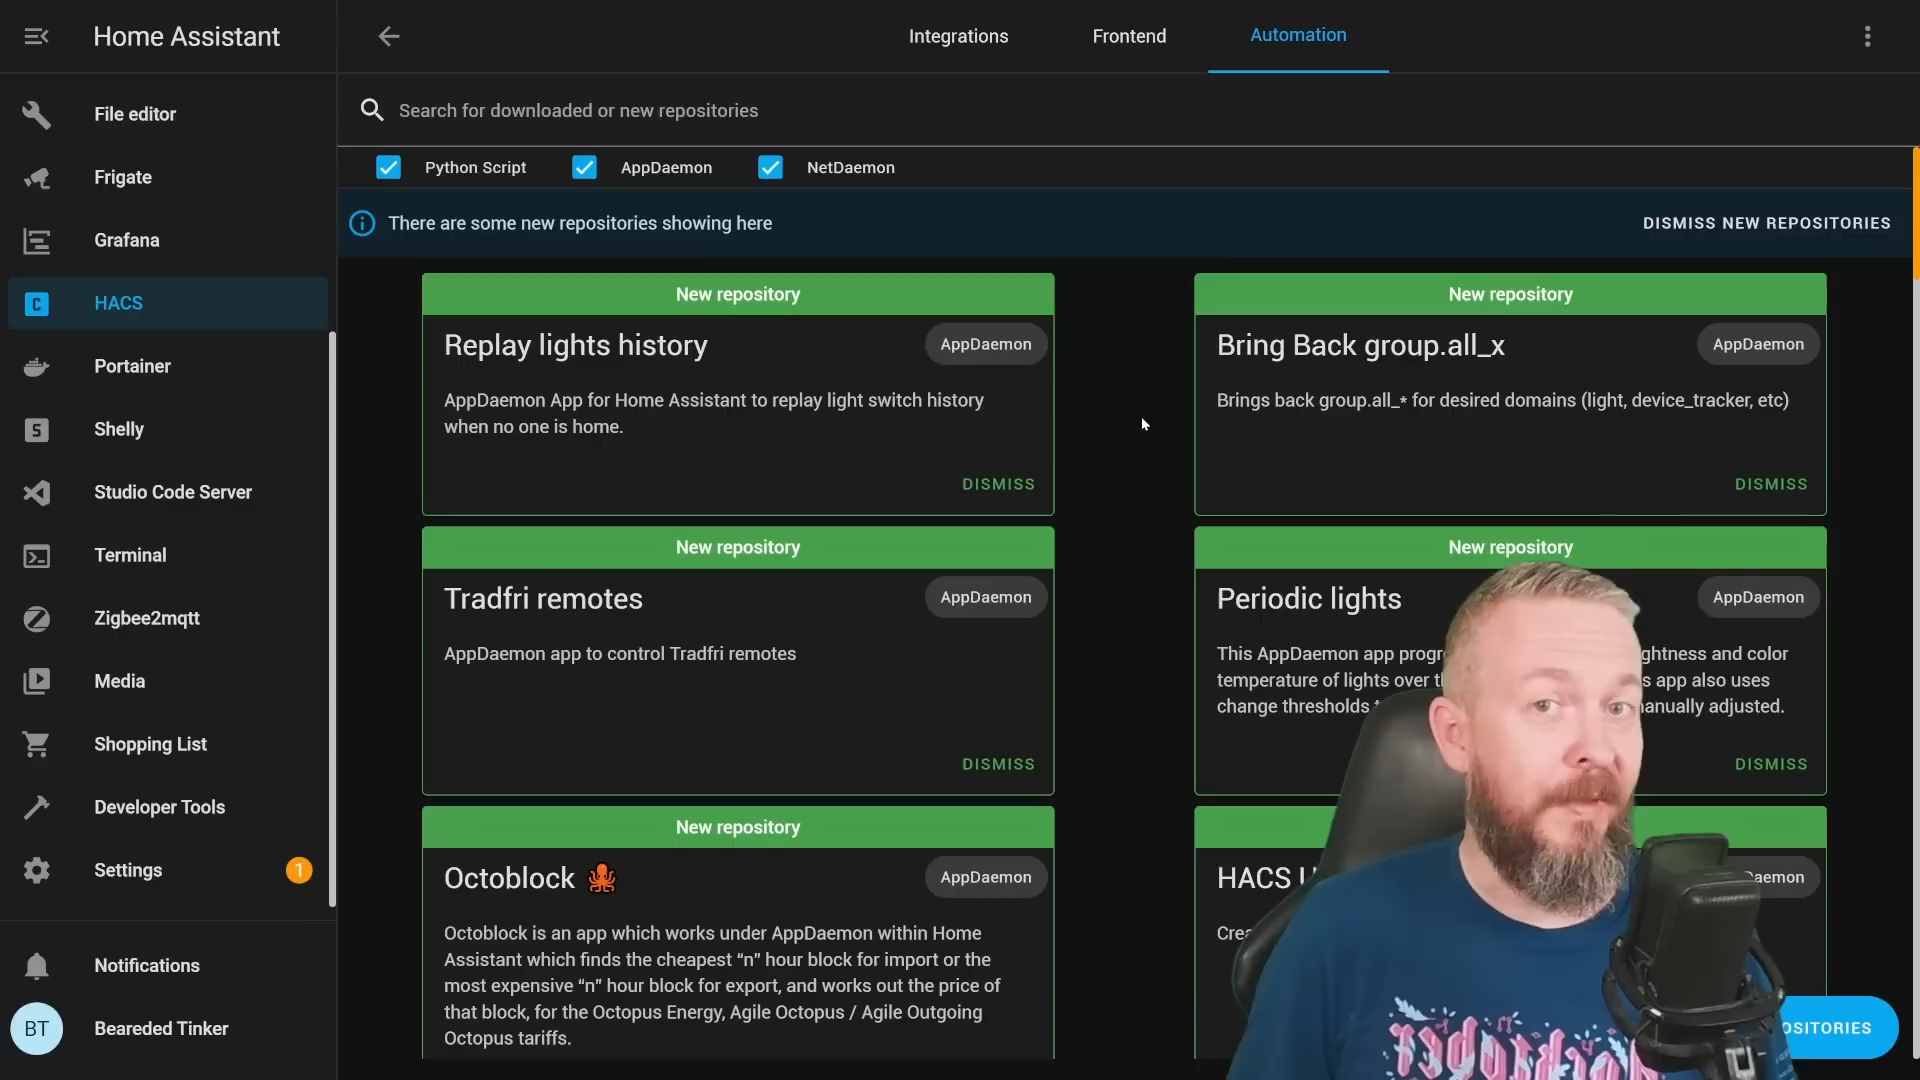 Home Assistant
Integrations
Frontend
Automation
File editor
Frigate
Grafana
HACS
Portainer
Shelly
Studio Code Server
Terminal
Zigbee2mqtt
Media
Shopping List
Developer Tools
Settings
1
Notifications
BT
Bearded Tinker
Search for downloaded or new repositories
Python Script
AppDaemon
NetDaemon
There are some new repositories showing here
DISMISS NEW REPOSITORIES
New repository
Replay lights history
AppDaemon
AppDaemon App for Home Assistant to replay light switch history
when no one is home.
DISMISS
New repository
Bring Back group.all_x
AppDaemon
Brings back group.all_* for desired domains (light, device_tracker, etc)
DISMISS
New repository
Tradfri remotes
AppDaemon
AppDaemon app to control Tradfri remotes
DISMISS
New repository
Periodic lights
AppDaemon
This AppDaemon app and color
temperature of lights over app also uses
change thresholds adjusted.
DISMISS
New repository
Octoblock
AppDaemon
Octoblock is an app which works under AppDaemon within Home
Assistant which finds the cheapest “n” hour block for import or the
most expensive “n” hour block for export, and works out the price of
that block, for the Octopus Energy, Agile Octopus / Agile Outgoing
Octopus tariffs.
HACS